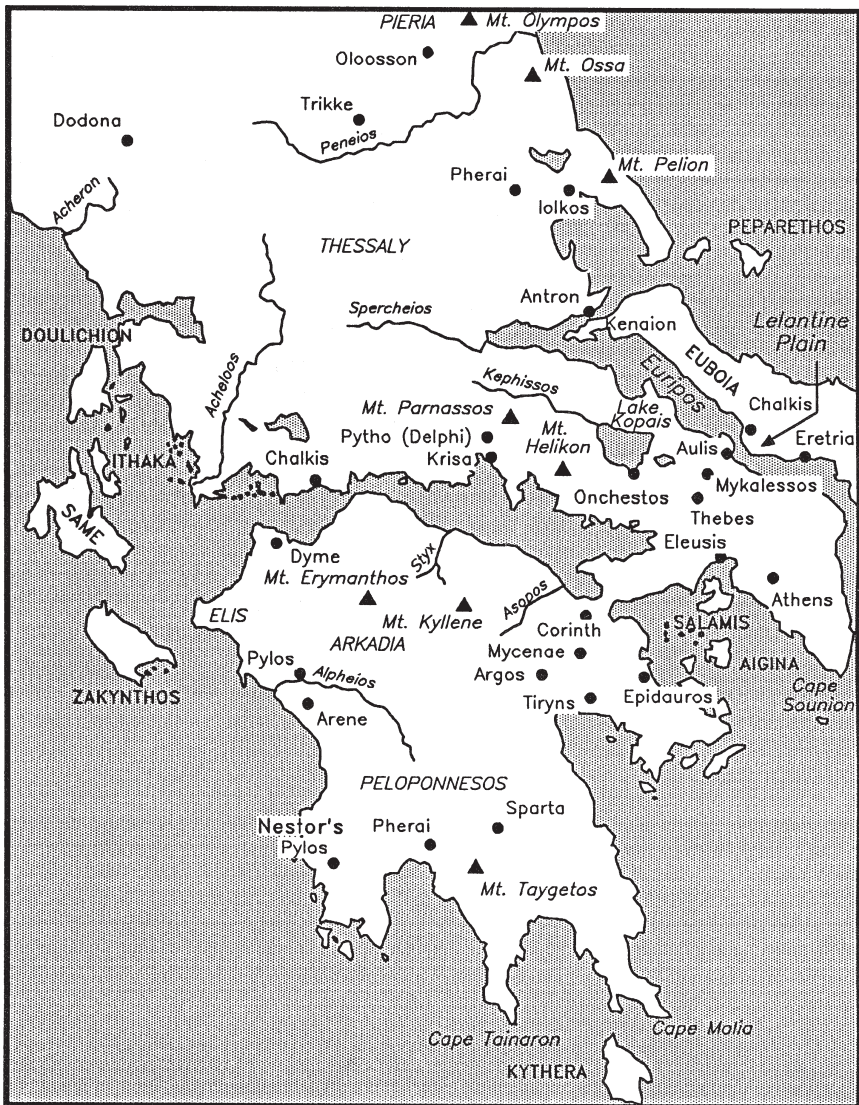 PIERIA
Mt. Olympos
Oloosson
Mt. Ossa
Trikke
Dodona
Peneios
Mt. Pelion
Pherai
Iolkos
Acheron
PEPARETHOS
THESSALY
Antron
Spercheios
Kenaion
Lelantine
Plain
DOULICHION
EUBOIA
Euripos
Acheloos
Kephissos
Chalkis
Mt. Parnassos
Lake
Kopais
Mt.
Helikon
Pytho (Delphi)
Krisa
Aulis
Eretria
ITHAKA
Chalkis
Onchestos
Mykalessos
Thebes
SAME
Eleusis
Dyme
Styx
Mt. Erymanthos
Asopos
Athens
ELIS
Mt. Kyllene
Corinth
SALAMIS
ARKADIA
Mycenae
AIGINA
Pylos
Alpheios
Argos
Epidauros
Cape
Sounion
ZAKYNTHOS
Arene
Tiryns
PELOPONNESOS
Sparta
Nestor's
Pylos
Pherai
Mt. Taygetos
Cape Tainaron
Cape Malia
KYTHERA